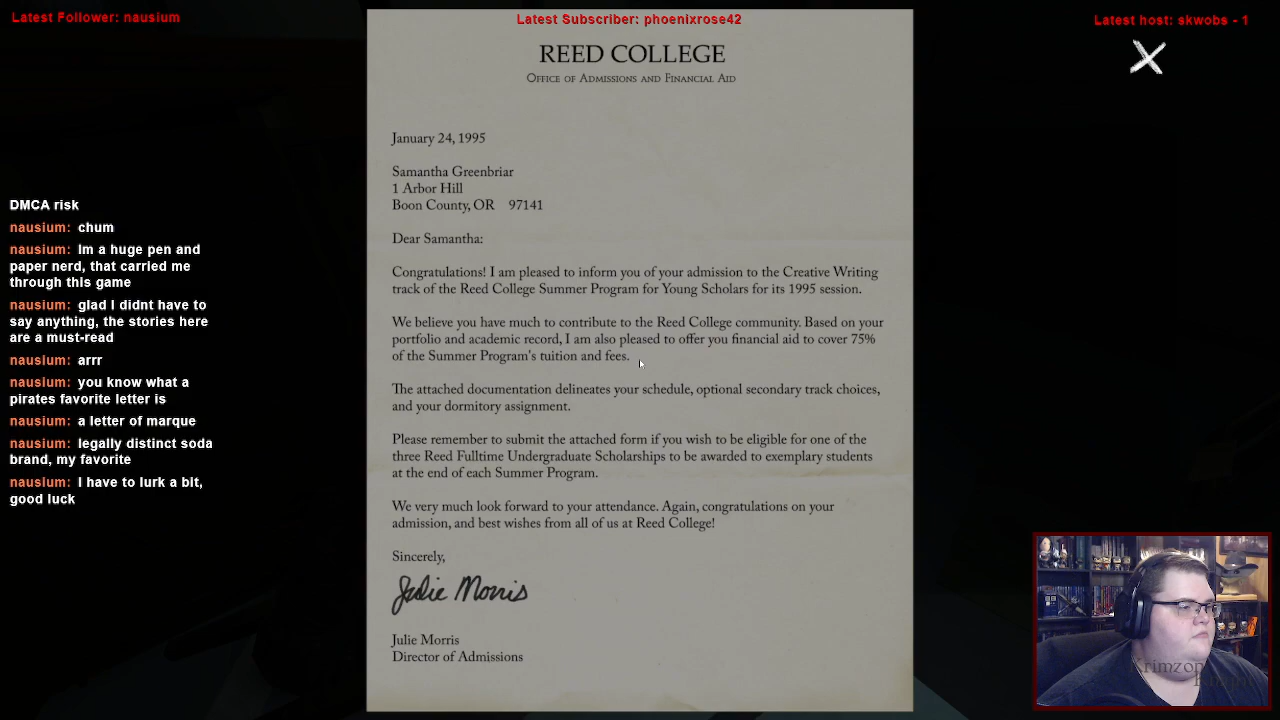 Latest Follower: nausium
Latest Subscriber: phoenixrose42
Latest host: skwobs - 1
REED COLLEGE
Office of Admissions and Financial Aid
January 24, 1995
Samantha Greenbriar
1 Arbor Hill
Boon County, OR 97141
Dear Samantha:
Congratulations! I am pleased to inform you of your admission to the Creative Writing
track of the Reed College Summer Program for Young Scholars for its 1995 session.
We believe you have much to contribute to the Reed College community. Based on your
portfolio and academic record, I am also pleased to offer you financial aid to cover 75%
of the Summer Program's tuition and fees.
The attached documentation delineates your schedule, optional secondary track choices,
and your dormitory assignment.
Please remember to submit the attached form if you wish to be eligible for one of the
three Reed Fulltime Undergraduate Scholarships to be awarded to exemplary students
at the end of each Summer Program.
We very much look forward to your attendance. Again, congratulations on your
admission, and best wishes from all of us at Reed College!
Sincerely,
Julie Morris
Julie Morris
Director of Admissions
DMCA risk
nausium: chum
nausium: Im a huge pen and
paper nerd, that carried me
through this game
nausium: glad I didnt have to
say anything, the stories here
are a must-read
nausium: arrr
nausium: you know what a
pirates favorite letter is
nausium: a letter of marque
nausium: legally distinct soda
brand, my favorite
nausium: I have to lurk a bit,
good luck